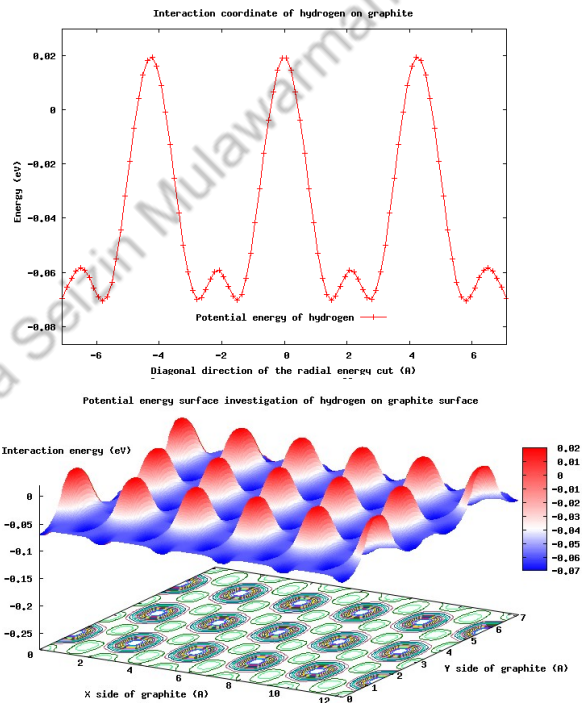 Interaction coordinate of hydrogen on graphite
0.02
0
-0.02
-0.04
-0.06
-0.08
Energy (eV)
Potential energy of hydrogen
-6 -4 -2 0 2 4 6
Diagonal direction of the radial energy cut (A)
a Seizin Mulawarman
Potential energy surface investigation of hydrogen on graphite surface
Interaction energy (eV)
0
-0.05
-0.1
-0.15
-0.2
-0.25
0.02
0.01
0
-0.01
-0.02
-0.03
-0.04
-0.05
-0.06
-0.07
0 2 4 6 8 10 12
X side of graphite (A)
0 1 2 3 4 5 6 7
Y side of graphite (A)